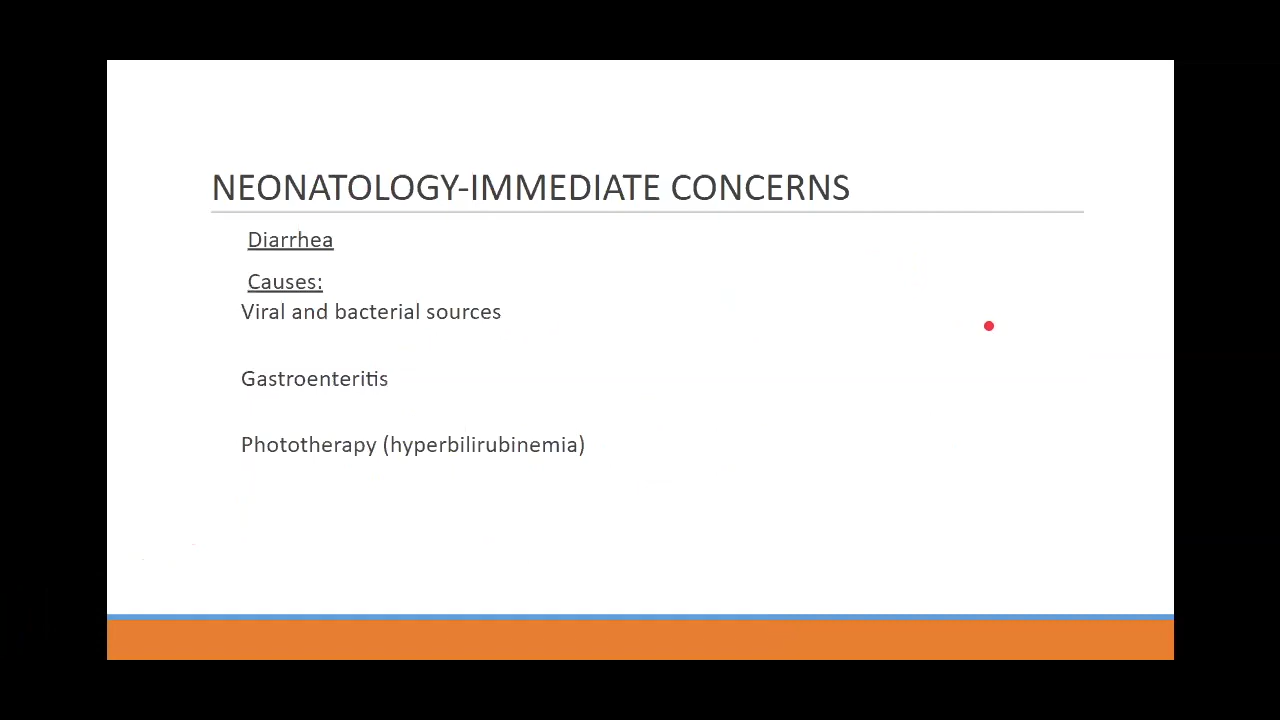 NEONATOLOGY-IMMEDIATE CONCERNS
Diarrhea
Causes:
Viral and bacterial sources
Gastroenteritis
Phototherapy (hyperbilirubinemia)